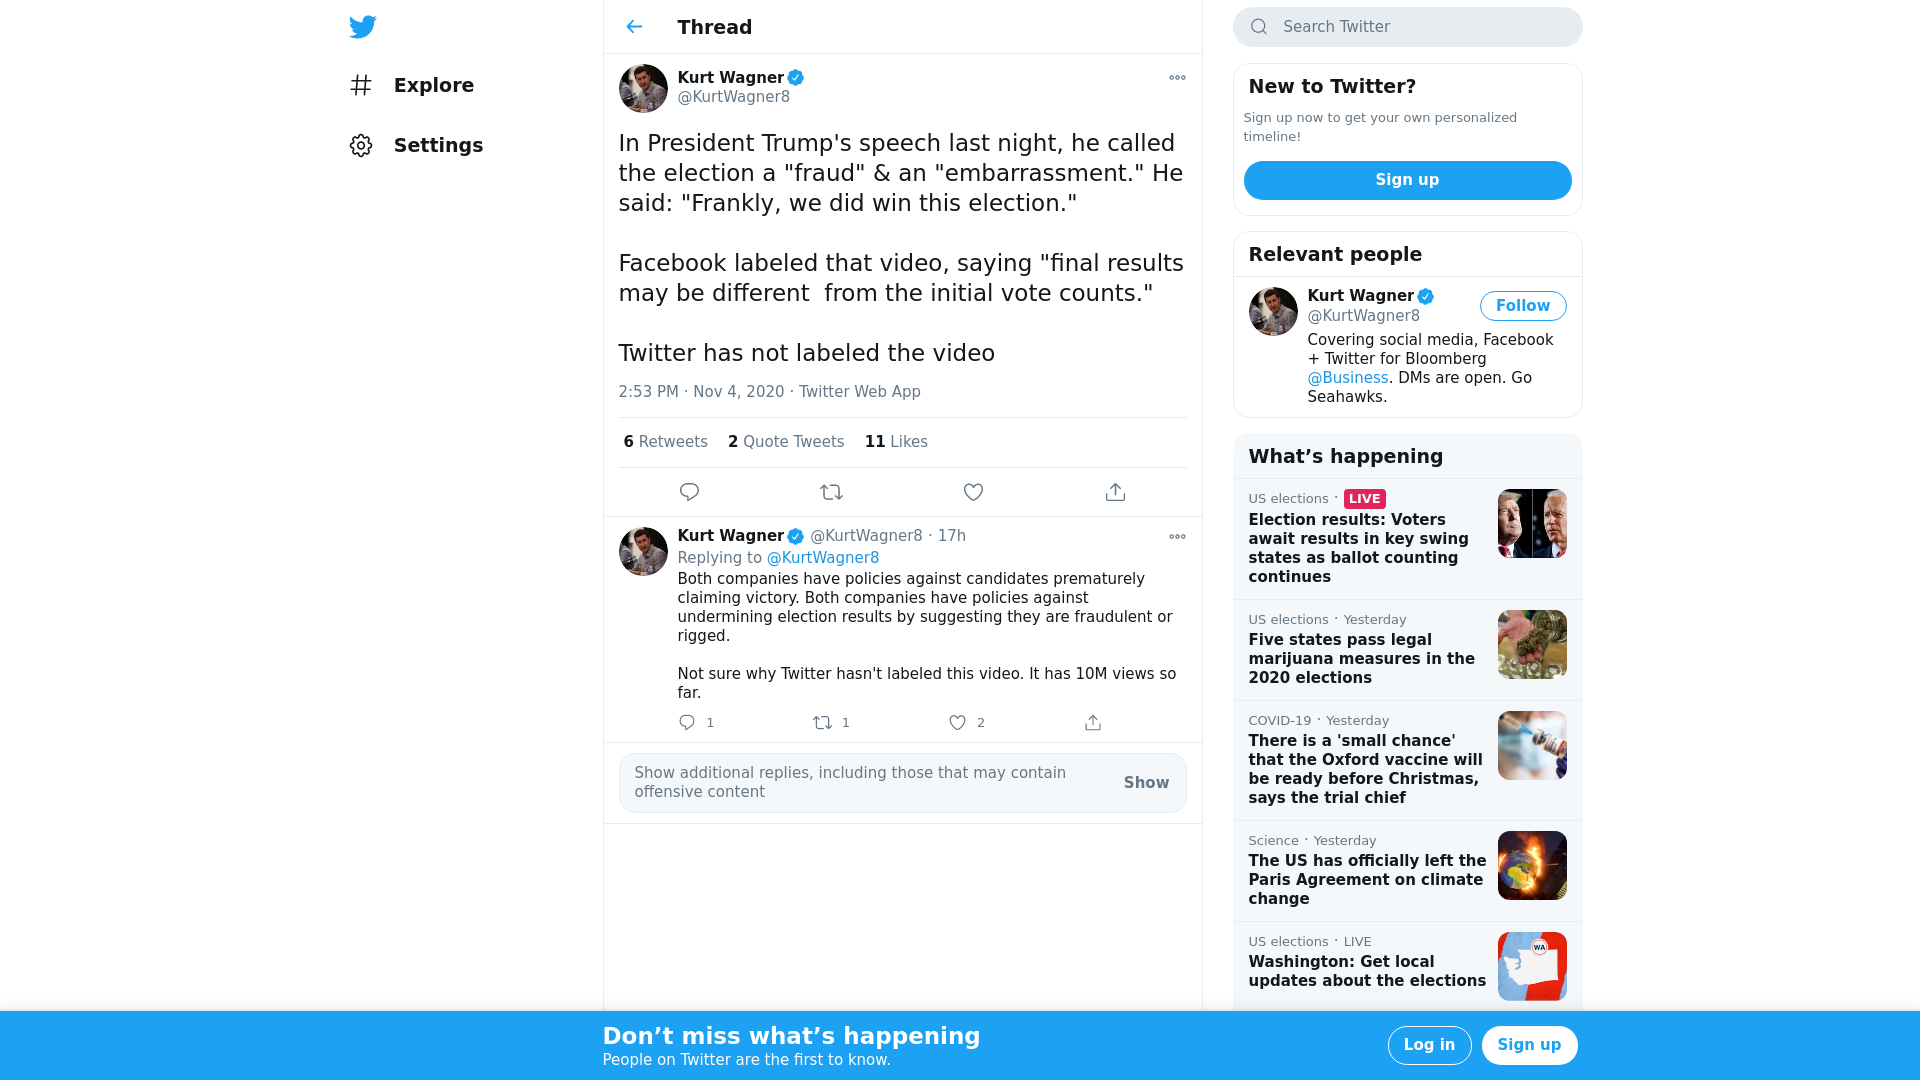 Explore
Settings
Thread
Kurt Wagner
@KurtWagner8
In President Trump's speech last night, he called
the election a "fraud" & an "embarrassment." He
said: "Frankly, we did win this election."
Facebook labeled that video, saying "final results
may be different  from the initial vote counts."
Twitter has not labeled the video
2:53 PM · Nov 4, 2020 · Twitter Web App
6 Retweets 2 Quote Tweets 11 Likes
Kurt Wagner @KurtWagner8 · 17h
Replying to @KurtWagner8
Both companies have policies against candidates prematurely
claiming victory. Both companies have policies against
undermining election results by suggesting they are fraudulent or
rigged.
Not sure why Twitter hasn't labeled this video. It has 10M views so
far.
1 1 2
Show additional replies, including those that may contain
offensive content
Show
Search Twitter
New to Twitter?
Sign up now to get your own personalized
timeline!
Sign up
Relevant people
Kurt Wagner
@KurtWagner8
Follow
Covering social media, Facebook
+ Twitter for Bloomberg
@Business. DMs are open. Go
Seahawks.
What’s happening
US elections · LIVE
Election results: Voters
await results in key swing
states as ballot counting
continues
US elections · Yesterday
Five states pass legal
marijuana measures in the
2020 elections
COVID-19 · Yesterday
There is a 'small chance'
that the Oxford vaccine will
be ready before Christmas,
says the trial chief
Science · Yesterday
The US has officially left the
Paris Agreement on climate
change
US elections · LIVE
Washington: Get local
updates about the elections
WA
Don’t miss what’s happening
People on Twitter are the first to know.
Log in
Sign up